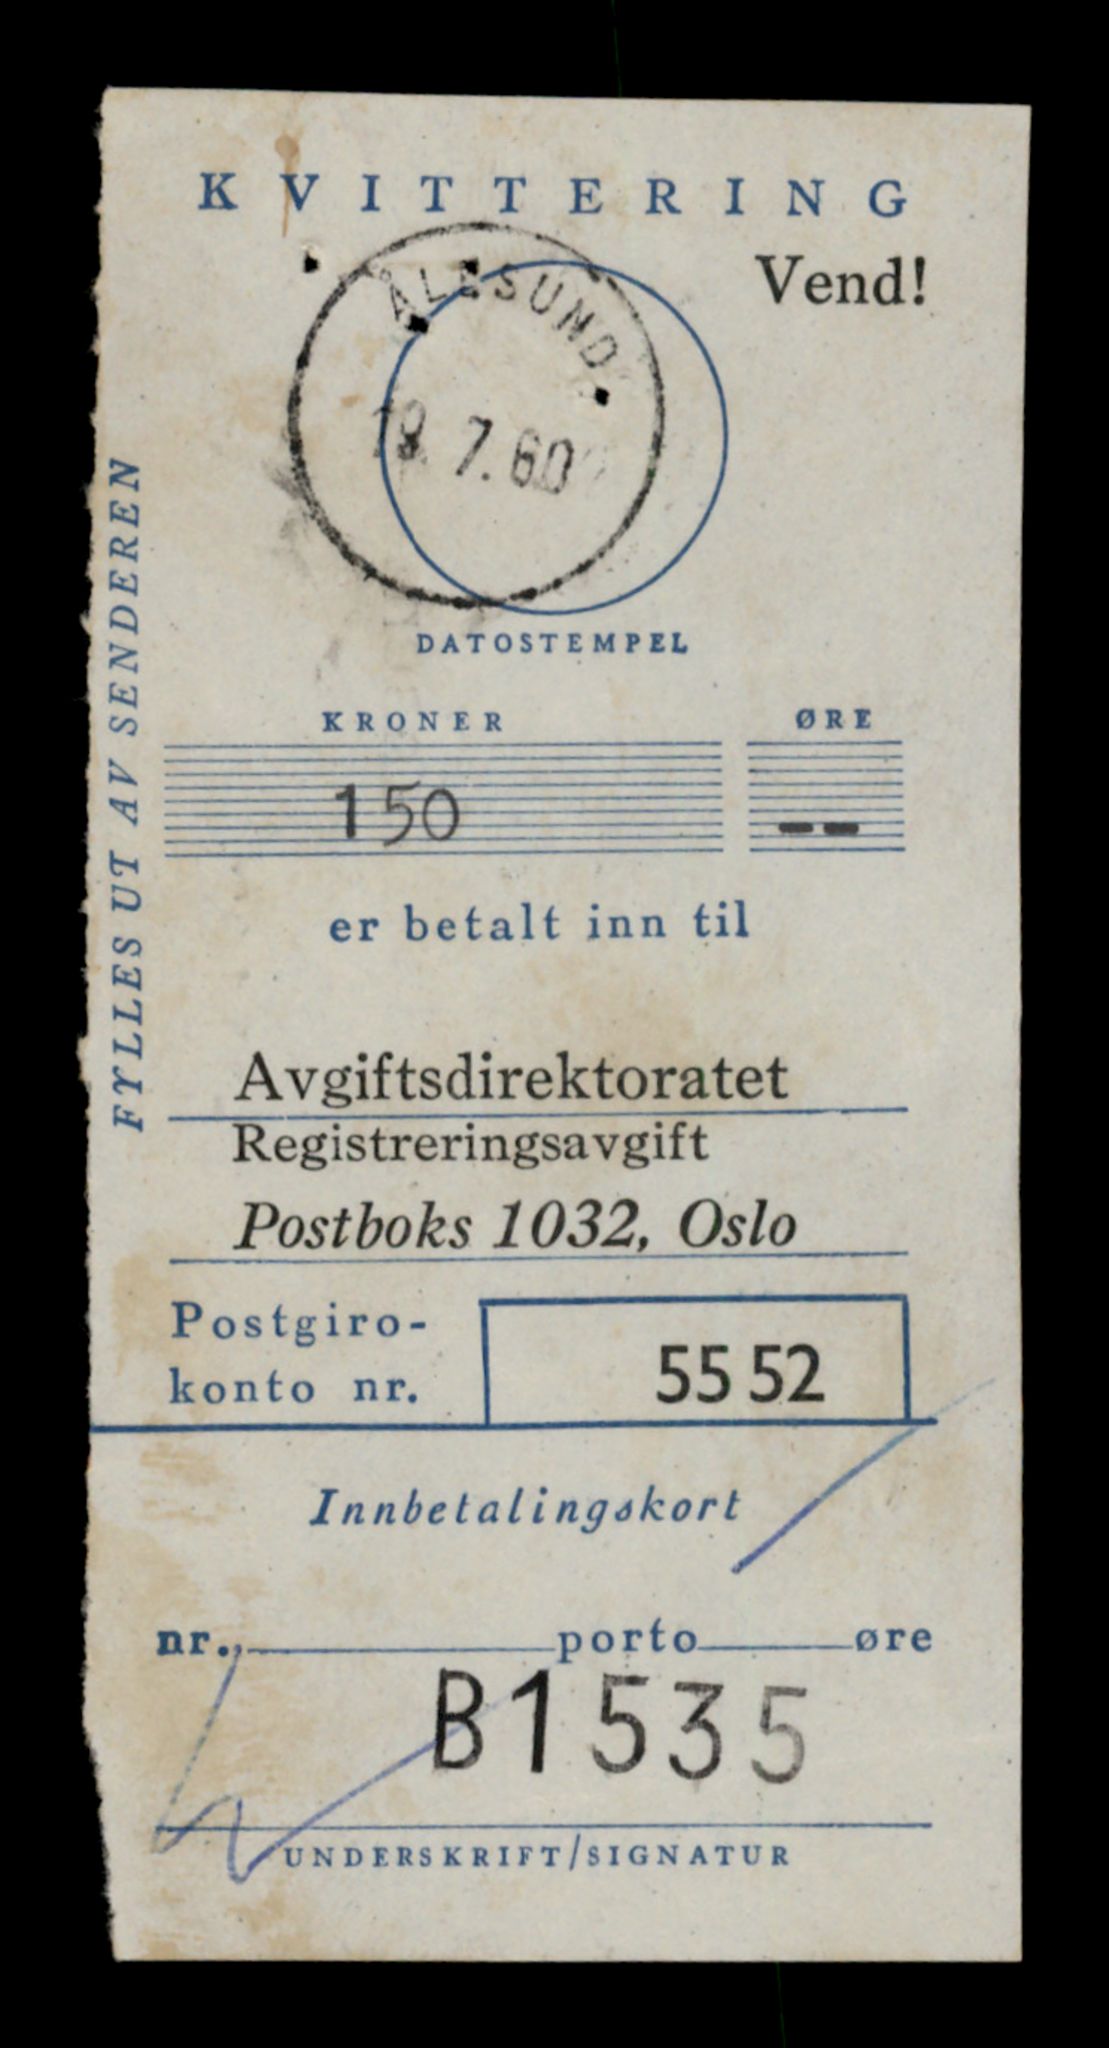 KVITTERING
Vend!
ÅLESUND
19. 7. 60
DATOSTEMPEL
FYLLES UT AV SENDEREN
KRONER ØRE
150 --
er betalt inn til
Avgiftsdirektoratet
Registreringsavgift
Postboks 1032, Oslo
Postgiro-
konto nr. 55 52
Innbetalingskort
nr. porto øre
B1535
UNDERSKRIFT/SIGNATUR